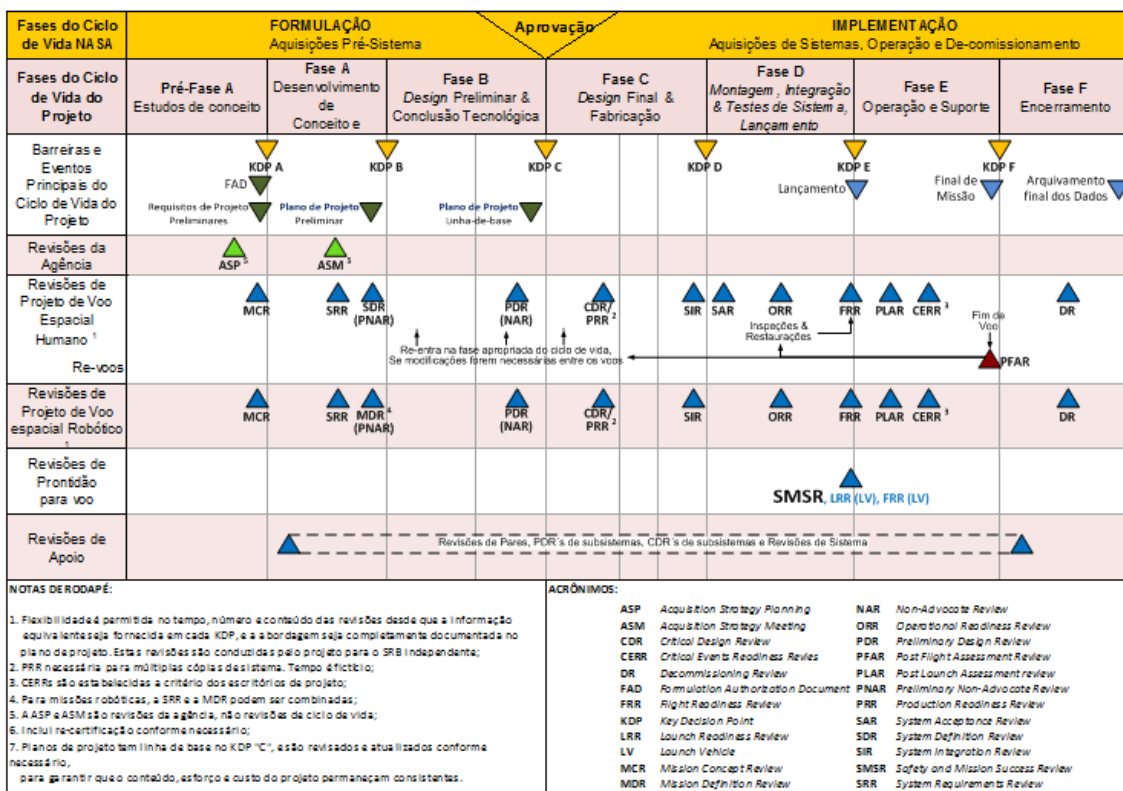 Fases do Ciclo
de Vida NASA
FORMULAÇÃO
Aquisições Pré-Sistema
Aprovação
IMPLEMENTAÇÃO
Aquisições de Sistemas, Operação e De-comissionamento
Fases do Ciclo
de Vida do
Projeto
Pré-Fase A
Estudos de conceito
Fase A
Desenvolvimento
de
Conceito e
Fase B
Design Preliminar &
Conclusão Tecnológica
Fase C
Design Final &
Fabricação
Fase D
Montagem , Integração
& Testes de Sistema,
Lançamento
Fase E
Operação e Suporte
Fase F
Encerramento
Barreiras e
Eventos
Principais do
Ciclo de Vida do
Projeto
KDP A
KDP B
KDP C
KDP D
KDP E
KDP F
FAD
Lançamento
Final de
Missão
Arquivamento
final dos Dados
Requisitos de Projeto
Preliminares
Plano de Projeto
Preliminar
Plano de Projeto
Linha-de-base
Revisões da
Agência
ASP 5
ASM 5
Revisões de
Projeto de Voo
Espacial
Humano 1
Re-voos
MCR
SRR
SDR
(PNAR)
PDR
(NAR)
CDR/
PRR 2
SIR
SAR
ORR
FRR
PLAR
CERR 3
DR
Inspeções &
Restaurações
Fim de
Voo
Re-entra na fase apropriada do ciclo de vida,
Se modificações forem necessárias entre os voos
PFAR
Revisões de
Projeto de Voo
espacial Robótico
1
MCR
SRR
MDR 4
(PNAR)
PDR
(NAR)
CDR/
PRR 2
SIR
ORR
FRR
PLAR
CERR 3
DR
Revisões de
Prontidão
para voo
SMSR, LRR (LV), FRR (LV)
Revisões de
Apoio
Revisões de Pares, PDR´s de subsistemas, CDR´s de subsistemas e Revisões de Sistema
NOTAS DE RODAPÉ:
1. Flexibilidade é permitida no tempo, número e conteúdo das revisões desde que a informação
equivalente seja fornecida em cada KDP, e a abordagem seja completamente documentada no
plano de projeto. Estas revisões são conduzidas pelo projeto para o SRB independente;
2. PRR necessária para múltiplas cópias de sistema. Tempo é fictício;
3. CERRs são estabelecidas a critério dos escritórios de projeto;
4. Para missões robóticas, a SRR e a MDR podem ser combinadas;
5. A ASP e ASM são revisões da agência, não revisões de ciclo de vida;
6. Inclui re-certificação conforme necessário;
7. Planos de projeto tem linha de base no KDP "C", e são revisados e atualizados conforme
necessário,
para garantir que o conteúdo, esforço e custo do projeto permaneçam consistentes.
ACRÔNIMOS:
ASP Acquisition Strategy Planning
ASM Acquisition Strategy Meeting
CDR Critical Design Review
CERR Critical Events Readiness Revies
DR Decommissioning Review
FAD Formulation Authorization Document
FRR Flight Readiness Review
KDP Key Decision Point
LRR Launch Readiness Review
LV Launch Vehicle
MCR Mission Concept Review
MDR Mission Definition Review
NAR Non-Advocate Review
ORR Operational Readiness Review
PDR Preliminary Design Review
PFAR Post Flight Assessment Review
PLAR Post Launch Assessment review
PNAR Preliminary Non-Advocate Review
PRR Production Readiness Review
SAR System Acceptance Review
SDR System Definition Review
SIR System Integration Review
SMSR Safety and Mission Success Review
SRR System Requirements Review